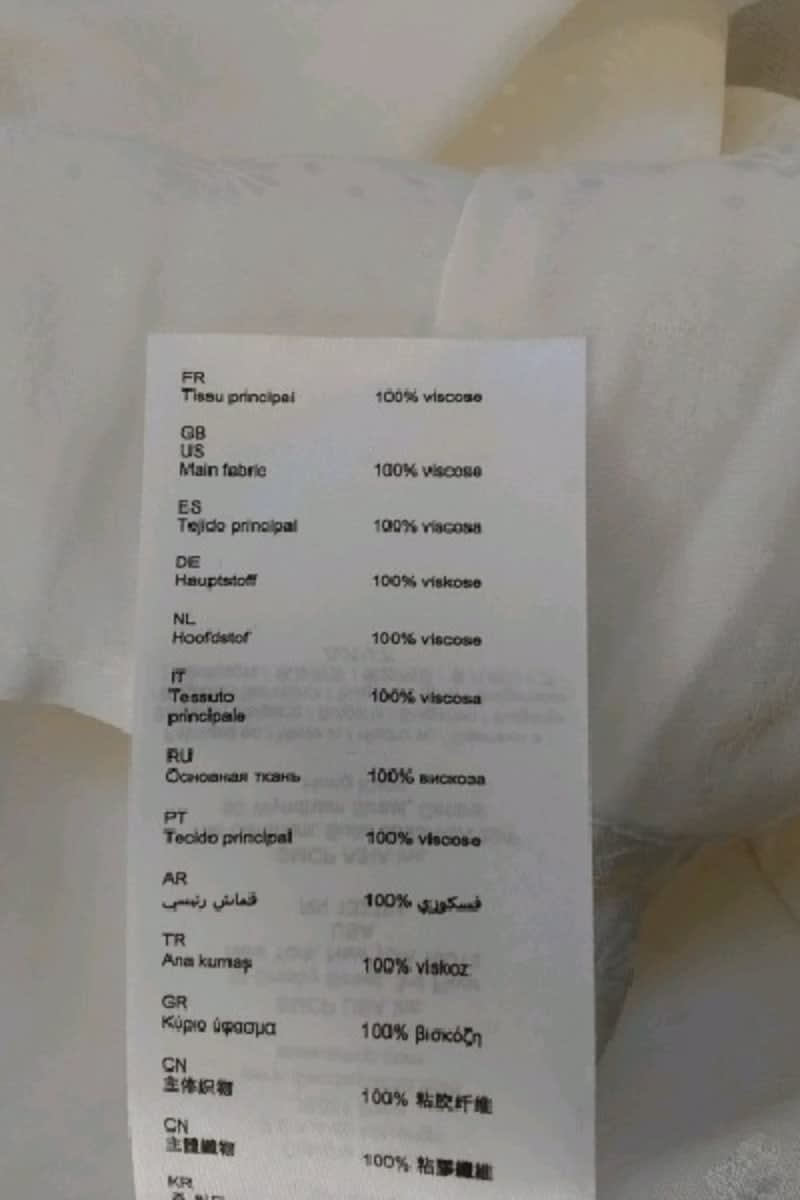 FR
Tissu principal 100% viscose
GB
US
Main fabric 100% viscose
ES
Tejido principal 100% viscosa
DE
Hauptstoff 100% viskose
NL
Hoofdstof 100% viscose
IT
Tessuto 100% viscosa
principale
RU
Основная ткань 100% вискоза
PT
Tecido principal 100% viscose
AR
قماش رئيسي 100% فسكوزي
TR
Ana kumaş 100% viskoz
GR
Κύριο ύφασμα 100% βισκόζη
CN
主体织物 100% 粘胶纤维
CN
主體織物 100% 粘膠纖維
KR